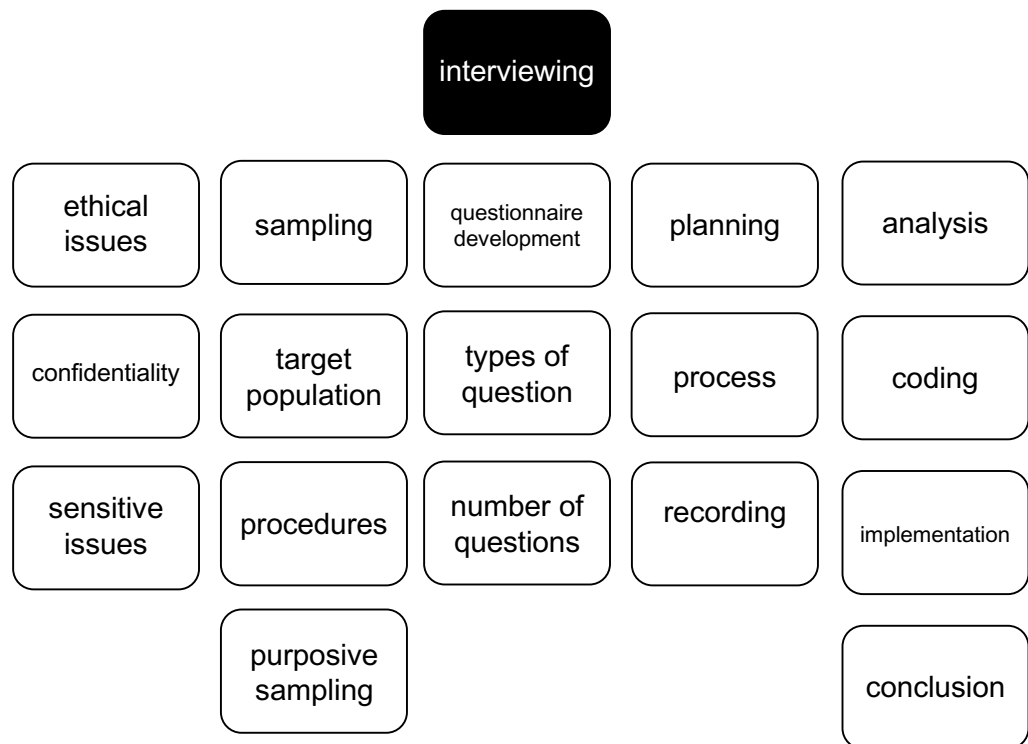 interviewing
ethical
issues
sampling
questionnaire
development
planning
analysis
confidentiality
target
population
types of
question
process
coding
sensitive
issues
procedures
number of
questions
recording
implementation
purposive
sampling
conclusion